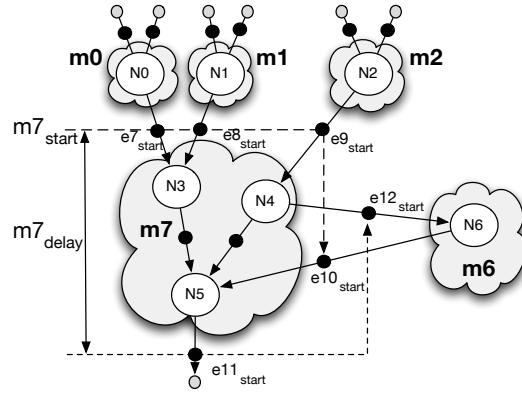 m0 N0 N1 m1 N2 m2
m7start e7start e8start e9start
N3 N4 e12start
m7 N6
m7delay
m6
e10start
N5
e11start